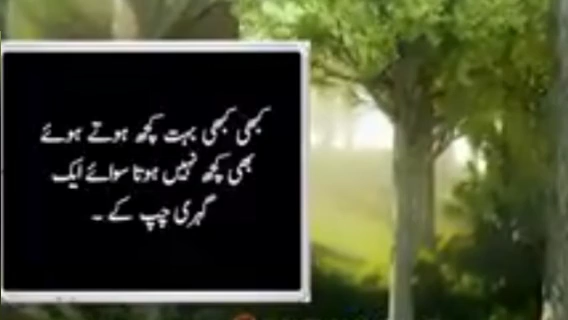 کبھی کبھی بہت کچھ ہوتے ہوئے
بھی کچھ نہیں ہوتا سوائے ایک
گہری چپ کے ۔